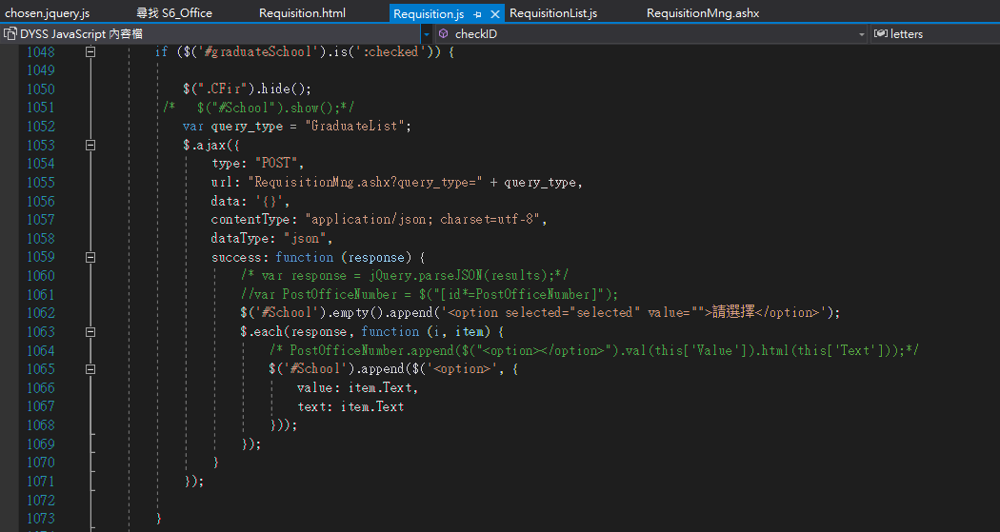 chosen.jquery.js 尋找 S6_Office Requisition.html Requisition.js RequisitionList.js RequisitionMng.ashx
DYSS JavaScript 內容檔 checkID letters
1048 if ($('#graduateSchool').is(':checked')) {
1049
1050 $(".CFir").hide();
1051 /* $("#School").show();*/
1052 var query_type = "GraduateList";
1053 $.ajax({
1054 type: "POST",
1055 url: "RequisitionMng.ashx?query_type=" + query_type,
1056 data: '{}',
1057 contentType: "application/json; charset=utf-8",
1058 dataType: "json",
1059 success: function (response) {
1060 /* var response = jQuery.parseJSON(results);*/
1061 //var PostOfficeNumber = $("[id*=PostOfficeNumber]");
1062 $('#School').empty().append('<option selected="selected" value="">請選擇</option>');
1063 $.each(response, function (i, item) {
1064 /* PostOfficeNumber.append($("<option></option>").val(this['Value']).html(this['Text']));*/
1065 $('#School').append($('<option>', {
1066 value: item.Text,
1067 text: item.Text
1068 }));
1069 });
1070 }
1071 });
1072
1073 }